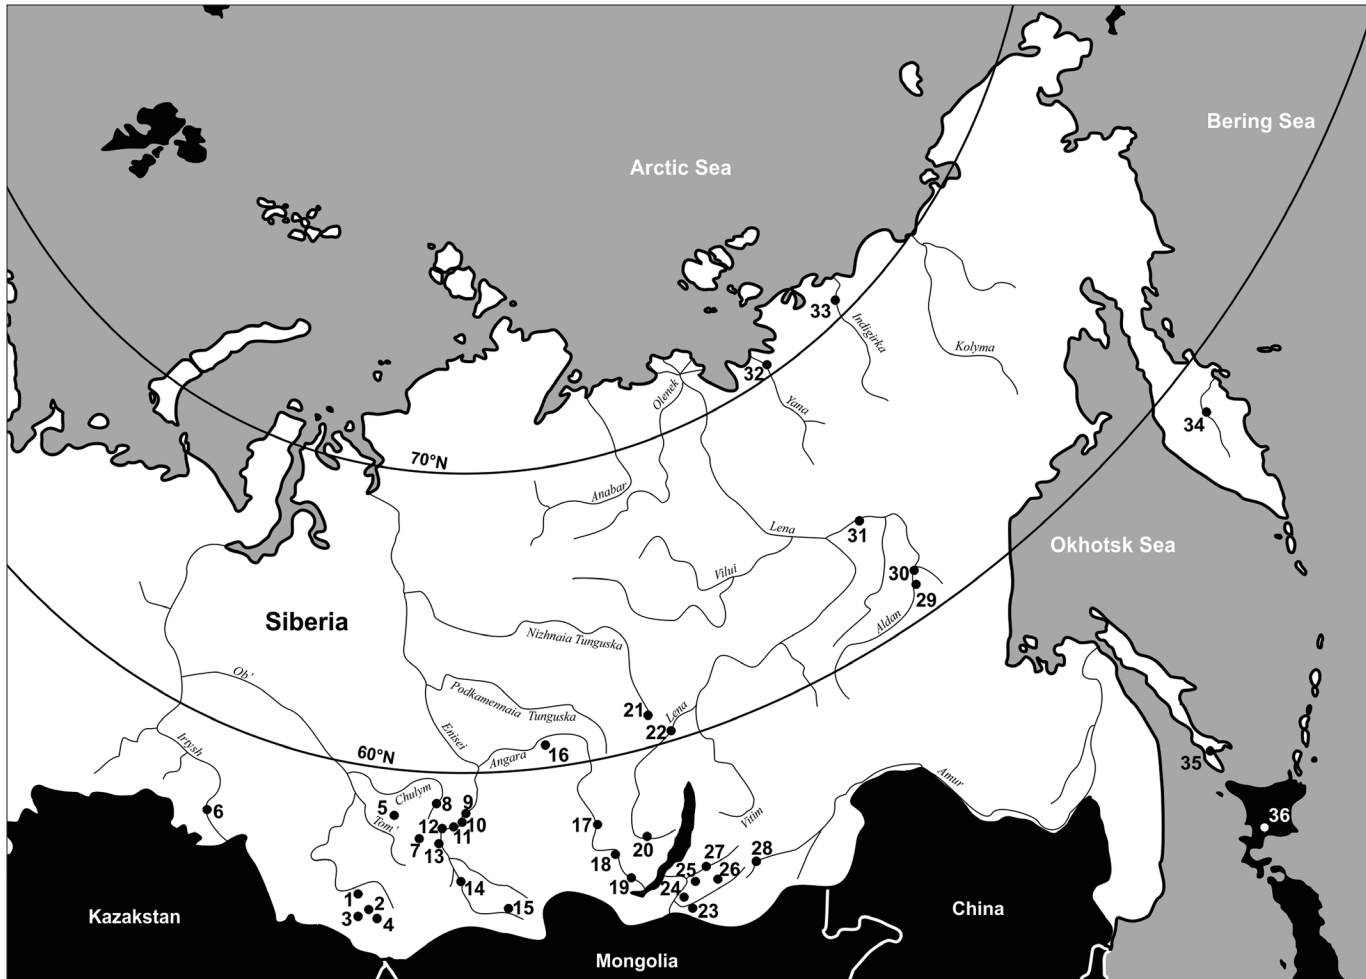 Bering Sea
Arctic Sea
33
Indigirka
Kolyma
32
Olenek
Yana
34
70°N
Anabar
Lena
31
Okhotsk Sea
Vilui
30
29
Siberia
Aldan
Nizhnaia Tunguska
Ob'
Podkamennaia Tunguska
21
Lena
22
Enisei
Irtysh
60°N
Angara
16
35
Amur
Chulym
5
8
9
6
Tom'
12
10
11
7
13
17
Vitim
36
20
18
27
28
14
19
25
26
1
24
2
15
23
3
4
Kazakstan
China
Mongolia